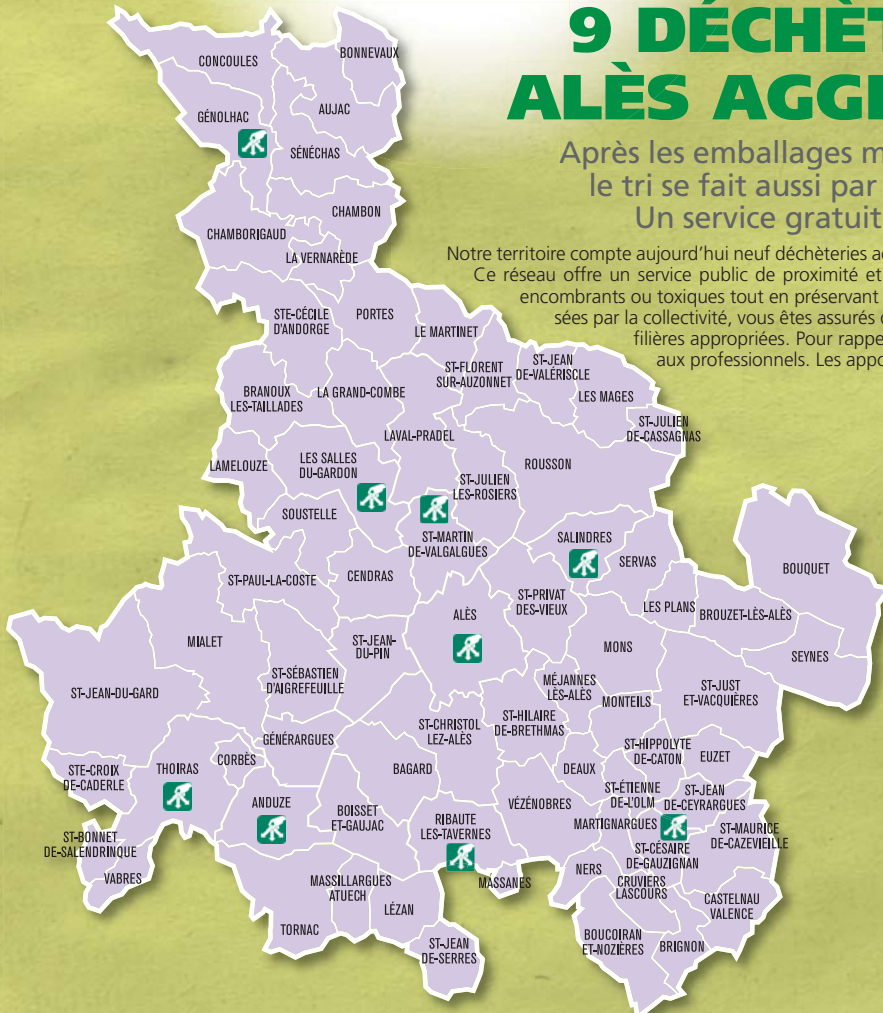 9 DÉCHÈT
ALÈS AGGL
Après les emballages m
le tri se fait aussi par
Un service gratuit
Notre territoire compte aujourd'hui neuf déchèteries ac
Ce réseau offre un service public de proximité et
encombrants ou toxiques tout en préservant
sées par la collectivité, vous êtes assurés
filières appropriées. Pour rappe
aux professionnels. Les appo
CONCOULES
BONNEVAUX
GÉNOLHAC
AUJAC
SÉNÉCHAS
CHAMBON
CHAMBORIGAUD
LA VERNARÈDE
STE-CÉCILE
D'ANDORGE
PORTES
LE MARTINET
ST-FLORENT
SUR-AUZONNET
ST-JEAN
DE-VALÉRISCLE
LES MAGES
ST-JULIEN
DE-CASSAGNAS
BRANOUX
LES-TAILLADES
LA GRAND-COMBE
LAVAL-PRADEL
LAMELOUZE
LES SALLES
DU-GARDON
ST-JULIEN
LES-ROSIERS
ROUSSON
SOUSTELLE
ST-MARTIN
DE-VALGALGUES
SALINDRES
SERVAS
BOUQUET
ST-PAUL-LA-COSTE
CENDRAS
ST-PRIVAT
DES-VIEUX
LES PLANS
BROUZET-LÈS-ALÈS
ALÈS
MIALET
ST-JEAN-
DU-PIN
MONS
SEYNES
ST-JEAN-DU-GARD
ST-SÉBASTIEN
D'AIGREFEUILLE
MÉJANNES
LÈS-ALÈS
MONTEILS
ST-JUST
ET-VACQUIÈRES
GÉNÉRARGUES
ST-CHRISTOL
LEZ-ALÈS
ST-HILAIRE
DE-BRETHMAS
ST-HIPPOLYTE
DE-CATON
EUZET
STE-CROIX
DE-CADERLE
THOIRAS
CORBÈS
BAGARD
DEAUX
ANDUZE
BOISSET
ET-GAUJAC
VÉZÉNOBRES
ST-ÉTIENNE
DE-L'OLM
ST-JEAN
DE-CEYRARGUES
RIBAUTE
LES-TAVERNES
MARTIGNARGUES
ST-MAURICE
DE-CAZEVIEILLE
ST-BONNET
DE-SALENDRINQUE
ST-CÉSAIRE
DE-GAUZIGNAN
VABRES
MASSILLARGUES
ATUECH
MASSANES
NERS
CRUVIERS
LASCOURS
CASTELNAU
VALENCE
LÉZAN
TORNAC
ST-JEAN
DE-SERRES
BOUCOIRAN
ET-NOZIÈRES
BRIGNON